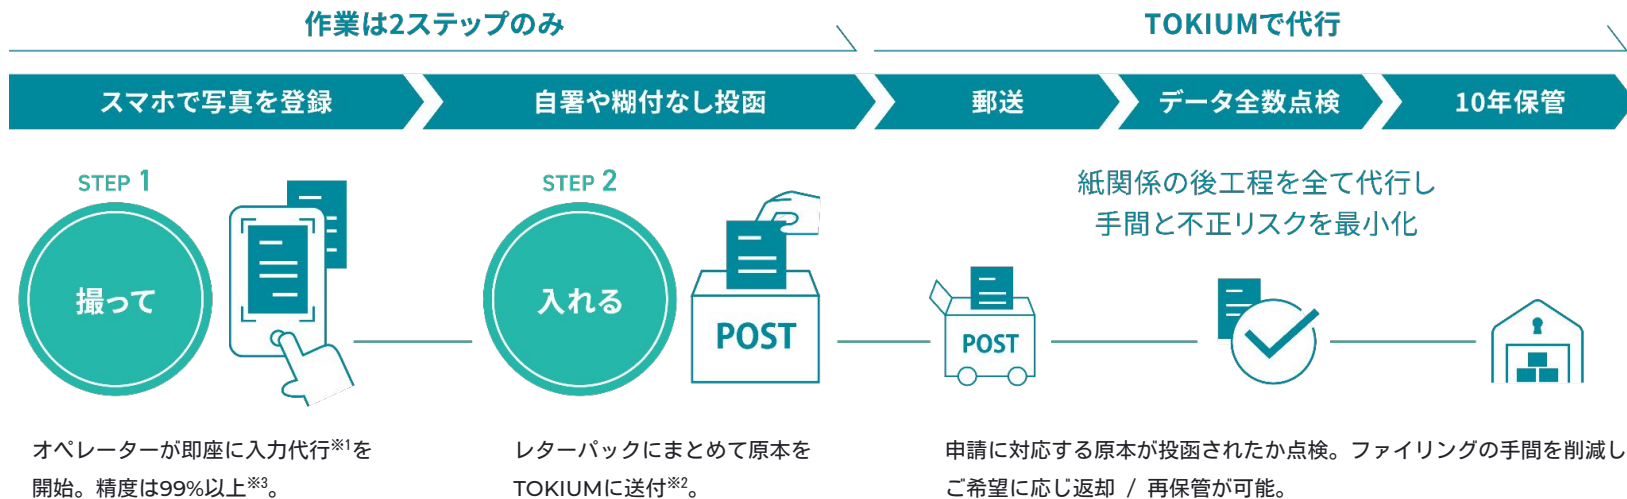 作業は2ステップのみ
TOKIUMで代行
スマホで写真を登録
自署や糊付なし投函
郵送
データ全数点検
10年保管
STEP 1
撮って
STEP 2
入れる
POST
紙関係の後工程を全て代行し
手間と不正リスクを最小化
POST
オペレーターが即座に入力代行※1を
開始。精度は99%以上※3。
レターパックにまとめて原本を
TOKIUMに送付※2。
申請に対応する原本が投函されたか点検。ファイリングの手間を削減し
ご希望に応じ返却 / 再保管が可能。